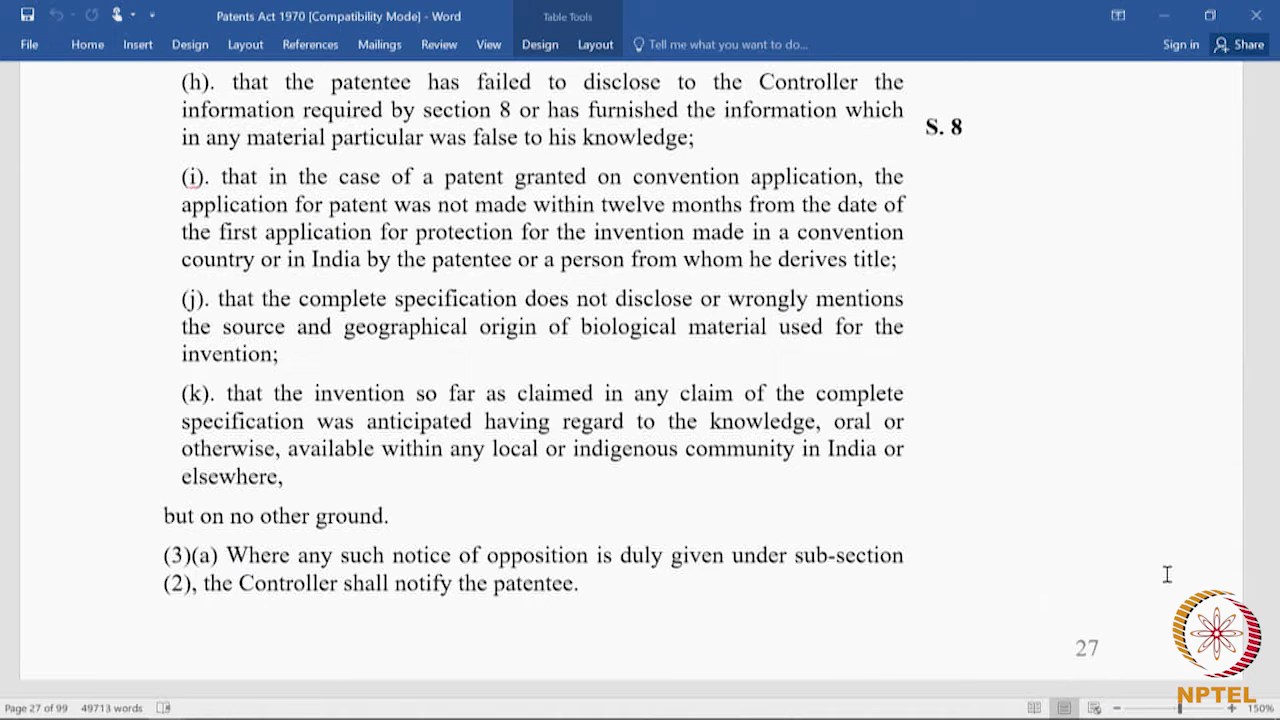 Patents Act 1970 [Compatibility Mode] - Word
Table Tools
File Home Insert Design Layout References Mailings Review View Design Layout Tell me what you want to do... Sign in Share
(h). that the patentee has failed to disclose to the Controller the
information required by section 8 or has furnished the information which
in any material particular was false to his knowledge;
S. 8
(i). that in the case of a patent granted on convention application, the
application for patent was not made within twelve months from the date of
the first application for protection for the invention made in a convention
country or in India by the patentee or a person from whom he derives title;
(j). that the complete specification does not disclose or wrongly mentions
the source and geographical origin of biological material used for the
invention;
(k). that the invention so far as claimed in any claim of the complete
specification was anticipated having regard to the knowledge, oral or
otherwise, available within any local or indigenous community in India or
elsewhere,
but on no other ground.
(3)(a) Where any such notice of opposition is duly given under sub-section
(2), the Controller shall notify the patentee.
27
NPTEL
Page 27 of 99 49713 words
150%